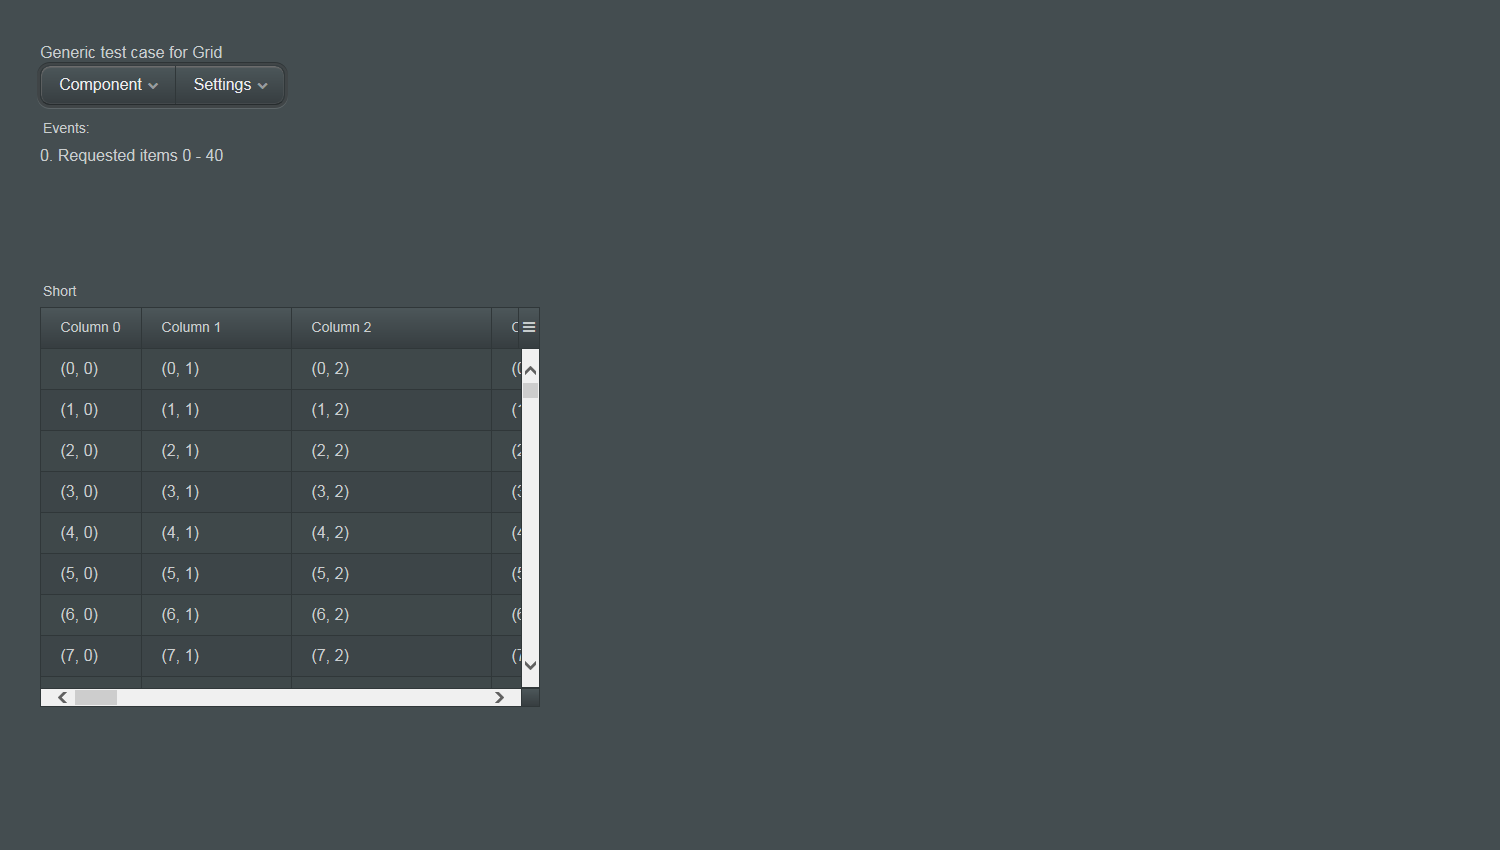 Generic test case for Grid
Component Settings
Events:
0. Requested items 0 - 40
Short
Column 0 Column 1 Column 2
(0, 0) (0, 1) (0, 2)
(1, 0) (1, 1) (1, 2)
(2, 0) (2, 1) (2, 2)
(3, 0) (3, 1) (3, 2)
(4, 0) (4, 1) (4, 2)
(5, 0) (5, 1) (5, 2)
(6, 0) (6, 1) (6, 2)
(7, 0) (7, 1) (7, 2)